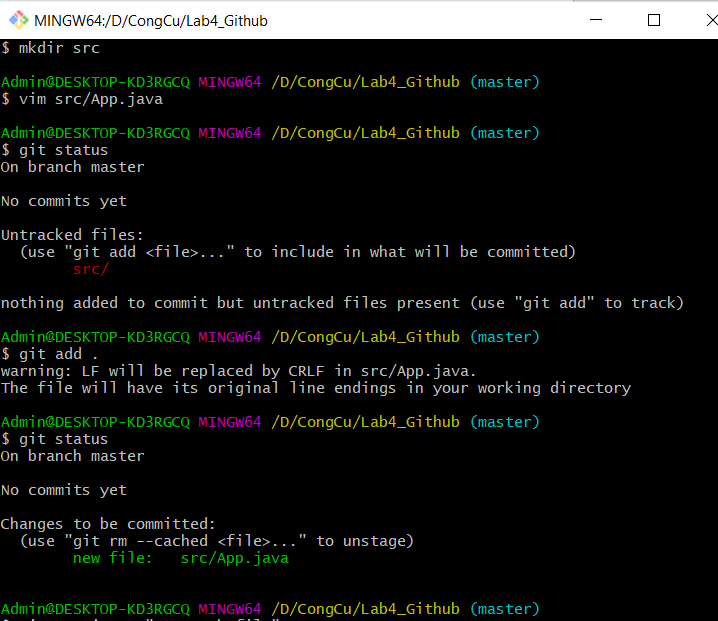 MINGW64:/D/CongCu/Lab4_Github
$ mkdir src
Admin@DESKTOP-KD3RGCQ MINGW64 /D/CongCu/Lab4_Github (master)
$ vim src/App.java
Admin@DESKTOP-KD3RGCQ MINGW64 /D/CongCu/Lab4_Github (master)
$ git status
On branch master
No commits yet
Untracked files:
(use "git add <file>..." to include in what will be committed)
src/
nothing added to commit but untracked files present (use "git add" to track)
Admin@DESKTOP-KD3RGCQ MINGW64 /D/CongCu/Lab4_Github (master)
$ git add .
warning: LF will be replaced by CRLF in src/App.java.
The file will have its original line endings in your working directory
Admin@DESKTOP-KD3RGCQ MINGW64 /D/CongCu/Lab4_Github (master)
$ git status
On branch master
No commits yet
Changes to be committed:
(use "git rm --cached <file>..." to unstage)
new file: src/App.java
Admin@DESKTOP-KD3RGCQ MINGW64 /D/CongCu/Lab4_Github (master)